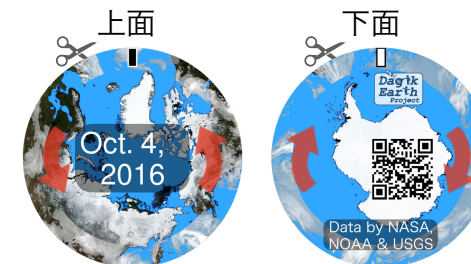 上面
下面
Dagik
Earth
Project
Oct. 4,
2016
Data by NASA,
NOAA & USGS